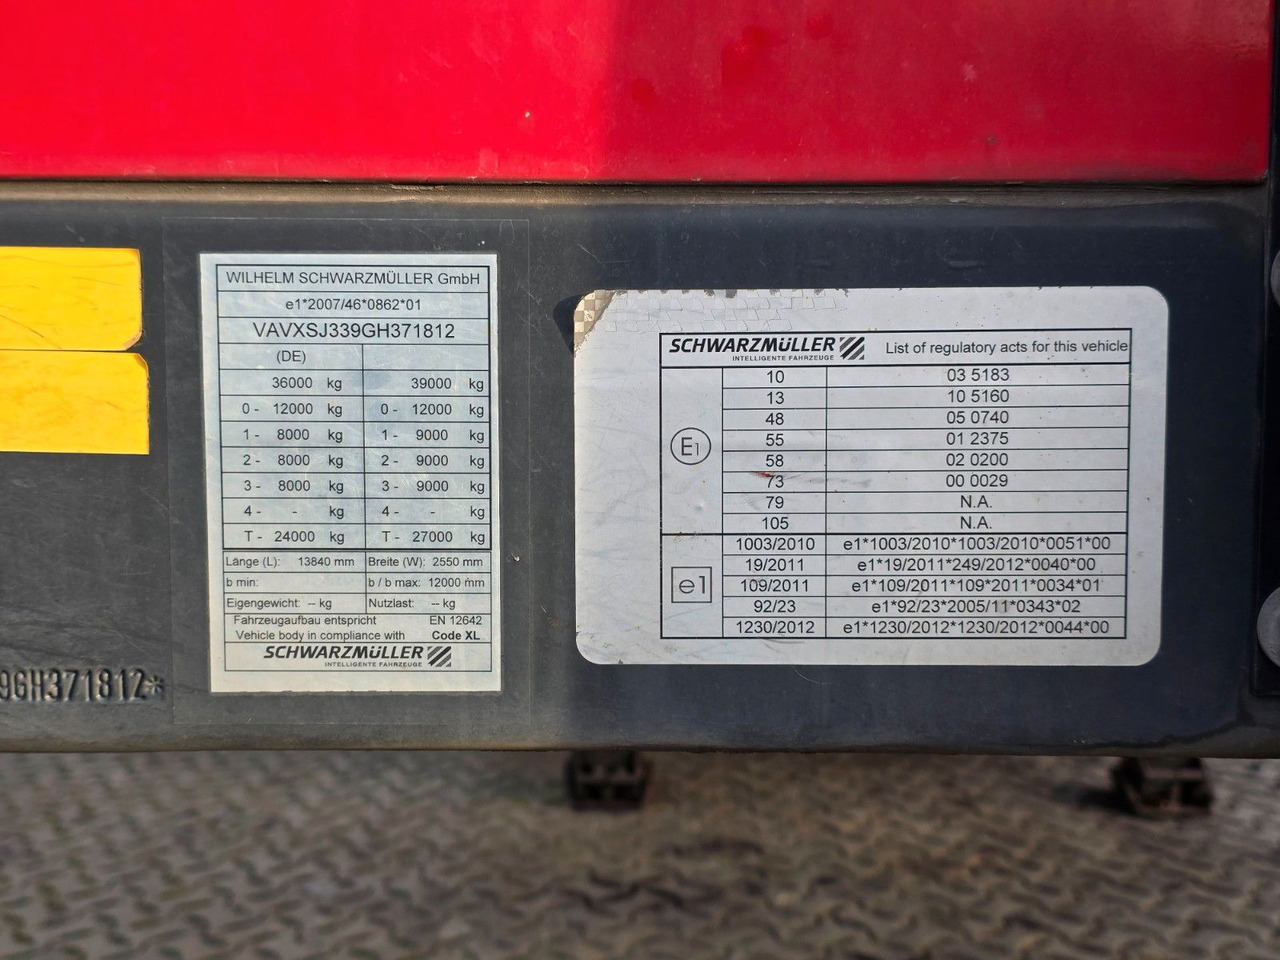 WILHELM SCHWARZMÜLLER GmbH
e1*2007/46*0862*01
VAVXSJ339GH371812
(DE)
36000 kg 39000 kg
0 - 12000 kg 0 - 12000 kg
1 - 8000 kg 1 - 9000 kg
2 - 8000 kg 2 - 9000 kg
3 - 8000 kg 3 - 9000 kg
4 - - kg 4 - - kg
T - 24000 kg T - 27000 kg
Länge (L): 13840 mm Breite (W): 2550 mm
b min: b / b max: 12000 mm
Eigengewicht: -- kg Nutzlast: -- kg
Fahrzeugaufbau entspricht EN 12642
Vehicle body in compliance with Code XL
SCHWARZMÜLLER
INTELLIGENTE FAHRZEUGE
9GH371812*
SCHWARZMÜLLER List of regulatory acts for this vehicle
INTELLIGENTE FAHRZEUGE
E1
10 03 5183
13 10 5160
48 05 0740
55 01 2375
58 02 0200
73 00 0029
79 N.A.
105 N.A.
e1
1003/2010 e1*1003/2010*1003/2010*0051*00
19/2011 e1*19/2011*249/2012*0040*00
109/2011 e1*109/2011*109*2011*0034*01
92/23 e1*92/23*2005/11*0343*02
1230/2012 e1*1230/2012*1230/2012*0044*00